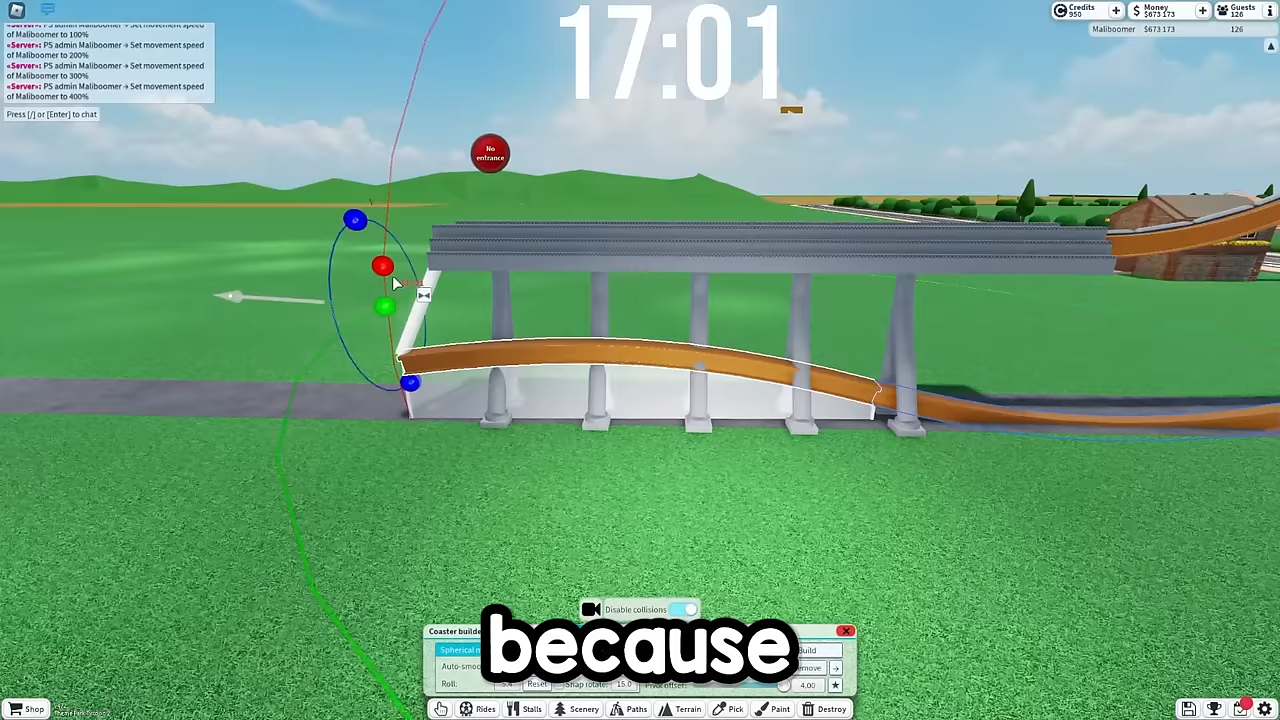 «Server»: PS admin Maliboomer → Set movement speed
of Maliboomer to 100%
«Server»: PS admin Maliboomer → Set movement speed
of Maliboomer to 200%
«Server»: PS admin Maliboomer → Set movement speed
of Maliboomer to 300%
«Server»: PS admin Maliboomer → Set movement speed
of Maliboomer to 400%
Press [/] or [Enter] to chat
17:01
Credits
950
Money
$673 173
Guests
126
Maliboomer $673 173 126
No
entrance
Disable collisions
Coaster
Spherical
Roll:
Reset
Snap rotate: 15.0
4.00
because
Shop
Rides
Stalls
Scenery
Paths
Terrain
Pick
Paint
Destroy